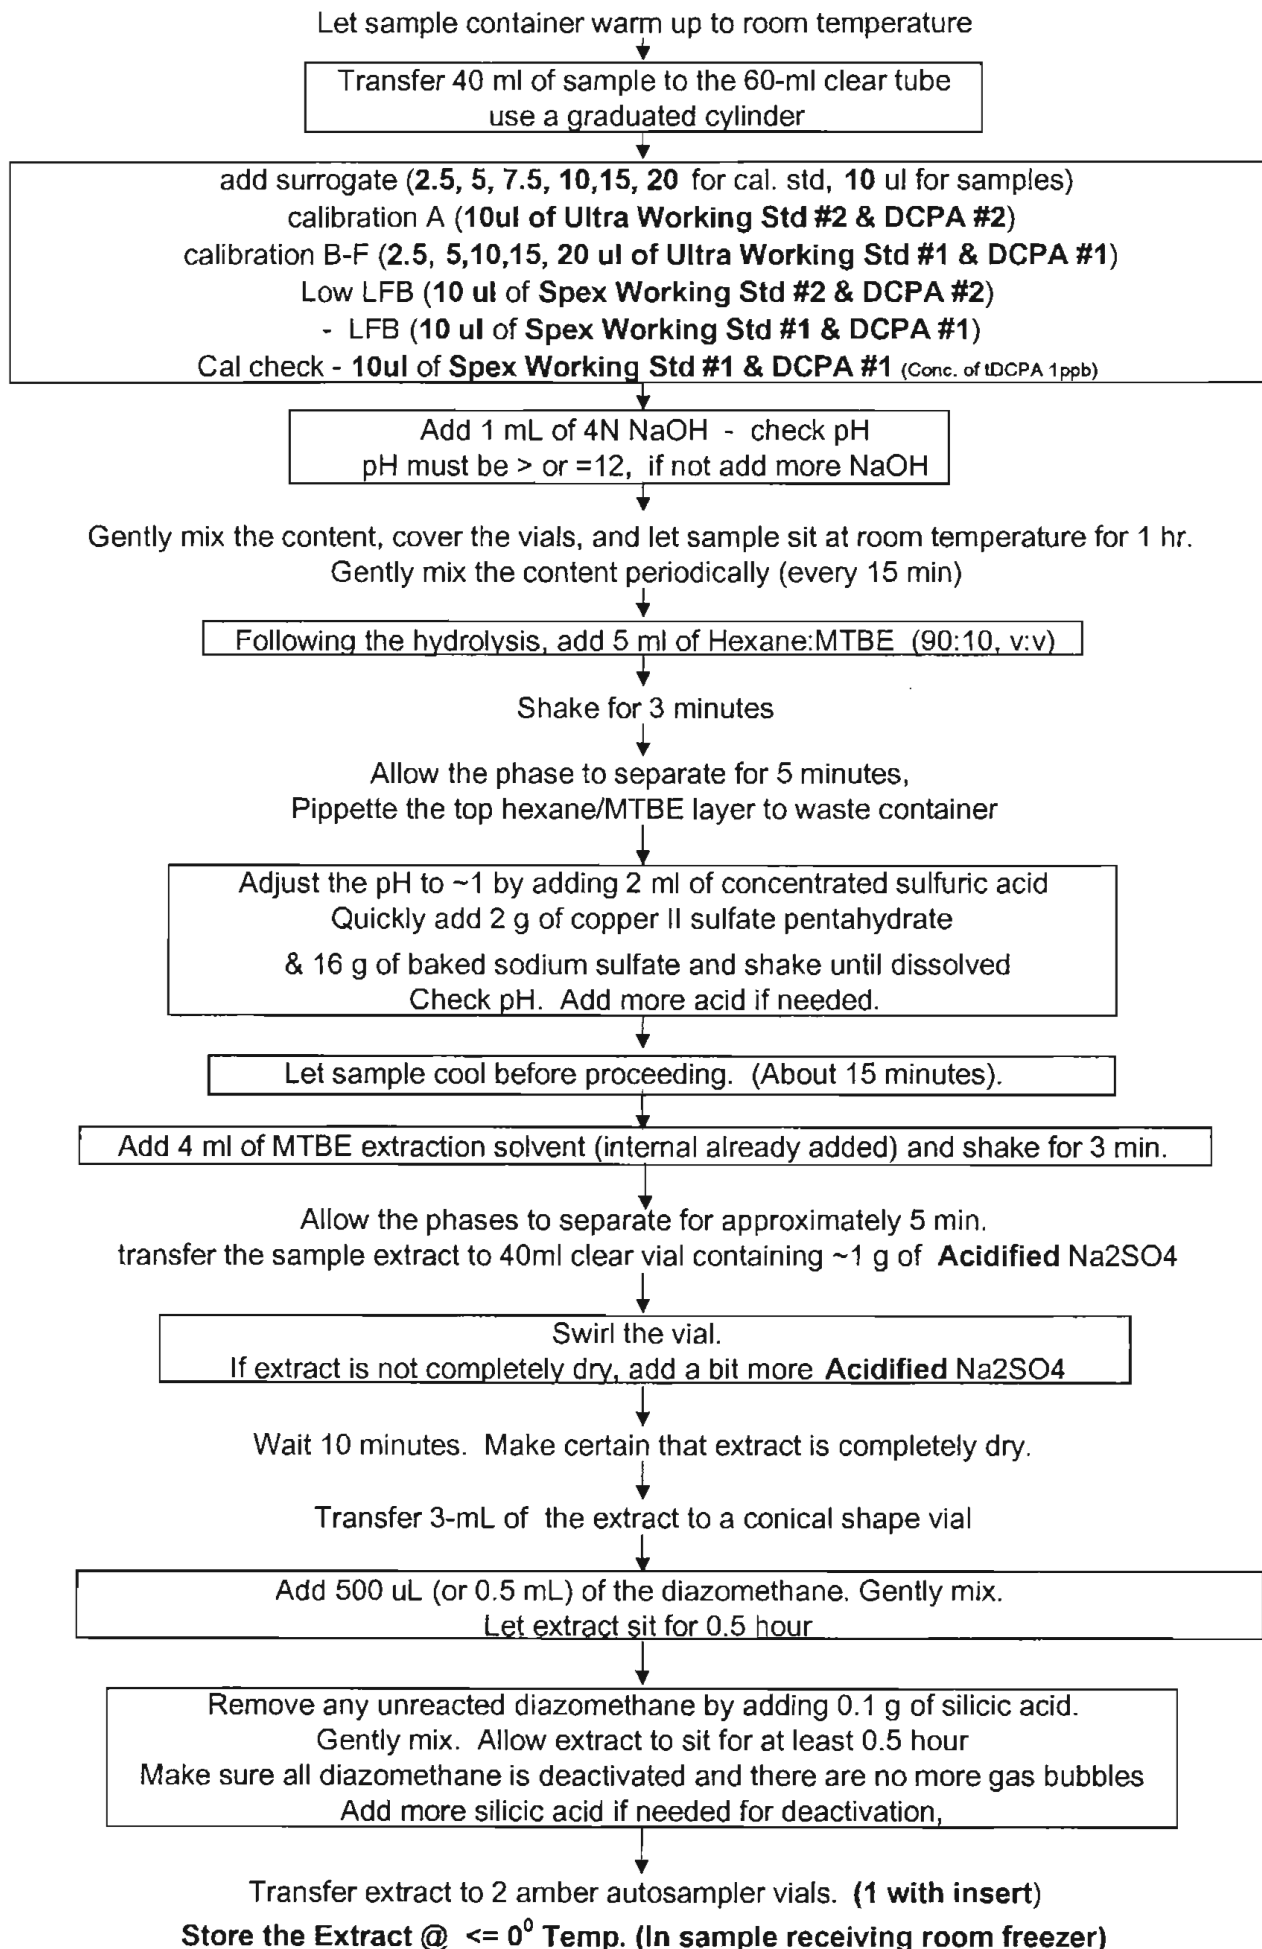 Let sample container warm up to room temperature
Transfer 40 ml of sample to the 60-ml clear tube
use a graduated cylinder
add surrogate (2.5, 5, 7.5, 10,15, 20 for cal. std, 10 ul for samples)
calibration A (10ul of Ultra Working Std #2 & DCPA #2)
calibration B-F (2.5, 5,10,15, 20 ul of Ultra Working Std #1 & DCPA #1)
Low LFB (10 ul of Spex Working Std #2 & DCPA #2)
- LFB (10 ul of Spex Working Std #1 & DCPA #1)
Cal check - 10ul of Spex Working Std #1 & DCPA #1 (Conc. of tDCPA 1ppb)
Add 1 mL of 4N NaOH - check pH
pH must be > or =12, if not add more NaOH
Gently mix the content, cover the vials, and let sample sit at room temperature for 1 hr.
Gently mix the content periodically (every 15 min)
Following the hydrolysis, add 5 ml of Hexane:MTBE (90:10, v:v)
Shake for 3 minutes
Allow the phase to separate for 5 minutes,
Pippette the top hexane/MTBE layer to waste container
Adjust the pH to ~1 by adding 2 ml of concentrated sulfuric acid
Quickly add 2 g of copper II sulfate pentahydrate
& 16 g of baked sodium sulfate and shake until dissolved
Check pH. Add more acid if needed.
Let sample cool before proceeding. (About 15 minutes).
Add 4 ml of MTBE extraction solvent (internal already added) and shake for 3 min.
Allow the phases to separate for approximately 5 min.
transfer the sample extract to 40ml clear vial containing ~1 g of Acidified Na2SO4
Swirl the vial.
If extract is not completely dry, add a bit more Acidified Na2SO4
Wait 10 minutes. Make certain that extract is completely dry.
Transfer 3-mL of the extract to a conical shape vial
Add 500 uL (or 0.5 mL) of the diazomethane. Gently mix.
Let extract sit for 0.5 hour
Remove any unreacted diazomethane by adding 0.1 g of silicic acid.
Gently mix. Allow extract to sit for at least 0.5 hour
Make sure all diazomethane is deactivated and there are no more gas bubbles
Add more silicic acid if needed for deactivation,
Transfer extract to 2 amber autosampler vials. (1 with insert)
Store the Extract @ <= 0⁰ Temp. (In sample receiving room freezer)